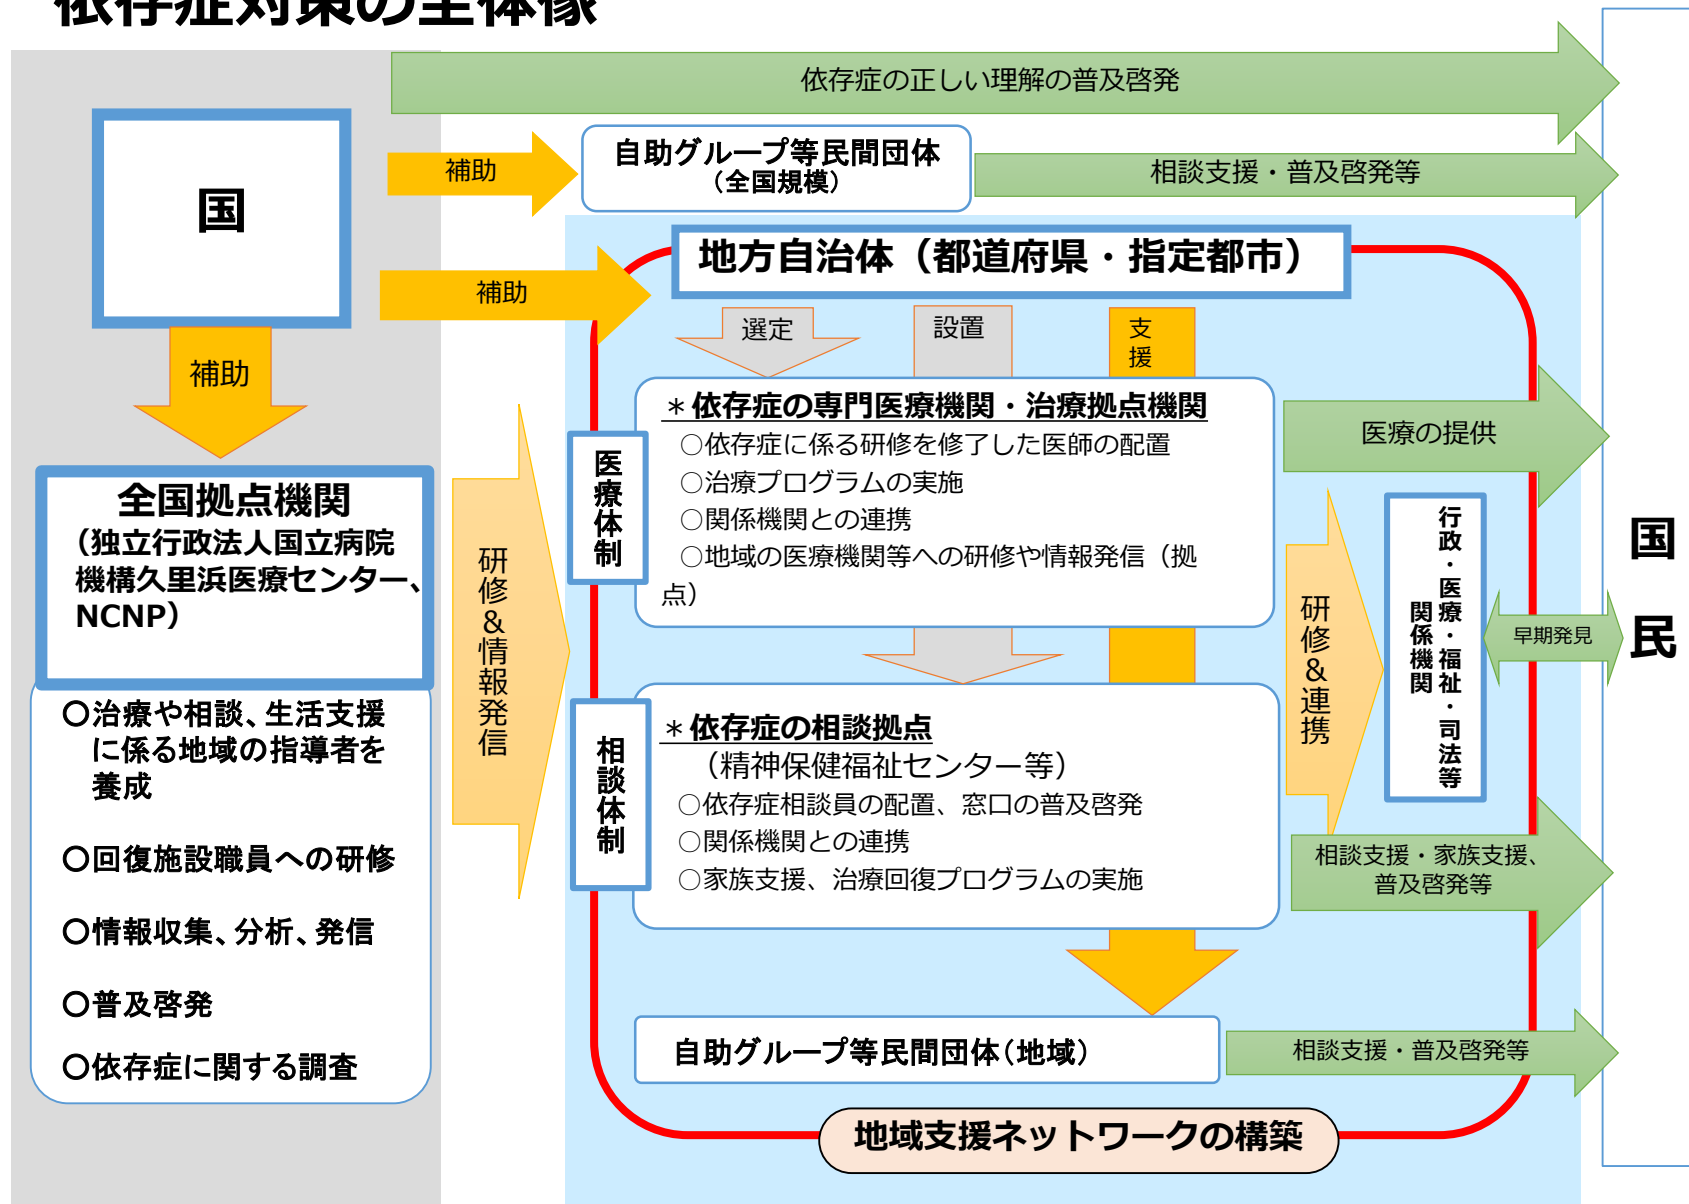 依存症対策の全体像
依存症の正しい理解の普及啓発
国
補助
自助グループ等民間団体
（全国規模）
相談支援・普及啓発等
補助
地方自治体（都道府県・指定都市）
選定
設置
支援
補助
医療体制
＊依存症の専門医療機関・治療拠点機関
○依存症に係る研修を修了した医師の配置
○治療プログラムの実施
○関係機関との連携
○地域の医療機関等への研修や情報発信（拠
点）
医療の提供
全国拠点機関
（独立行政法人国立病院
機構久里浜医療センター、
NCNP）
〇治療や相談、生活支援
に係る地域の指導者を
養成
〇回復施設職員への研修
〇情報収集、分析、発信
〇普及啓発
〇依存症に関する調査
研修＆情報発信
相談体制
＊依存症の相談拠点
（精神保健福祉センター等）
○依存症相談員の配置、窓口の普及啓発
○関係機関との連携
○家族支援、治療回復プログラムの実施
研修＆連携
行政・医療・福祉・司法等
関係機関
早期発見
国民
相談支援・家族支援、
普及啓発等
自助グループ等民間団体（地域）
相談支援・普及啓発等
地域支援ネットワークの構築